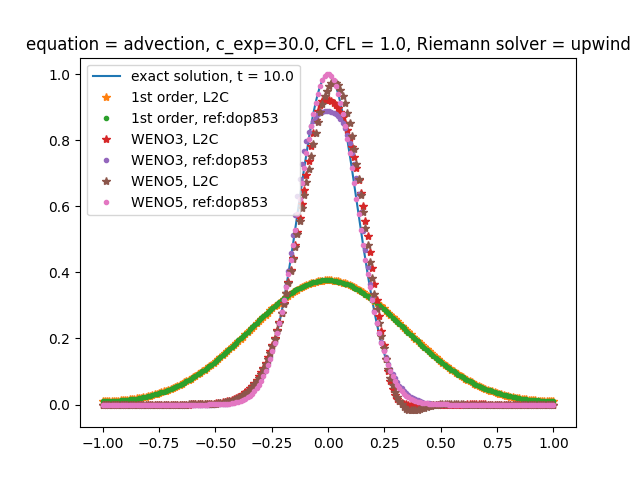 equation = advection, c_exp=30.0, CFL = 1.0, Riemann solver = upwind
exact solution, t = 10.0
1st order, L2C
1st order, ref:dop853
WENO3, L2C
WENO3, ref:dop853
WENO5, L2C
WENO5, ref:dop853
1.0
0.8
0.6
0.4
0.2
0.0
−1.00 −0.75 −0.50 −0.25 0.00 0.25 0.50 0.75 1.00